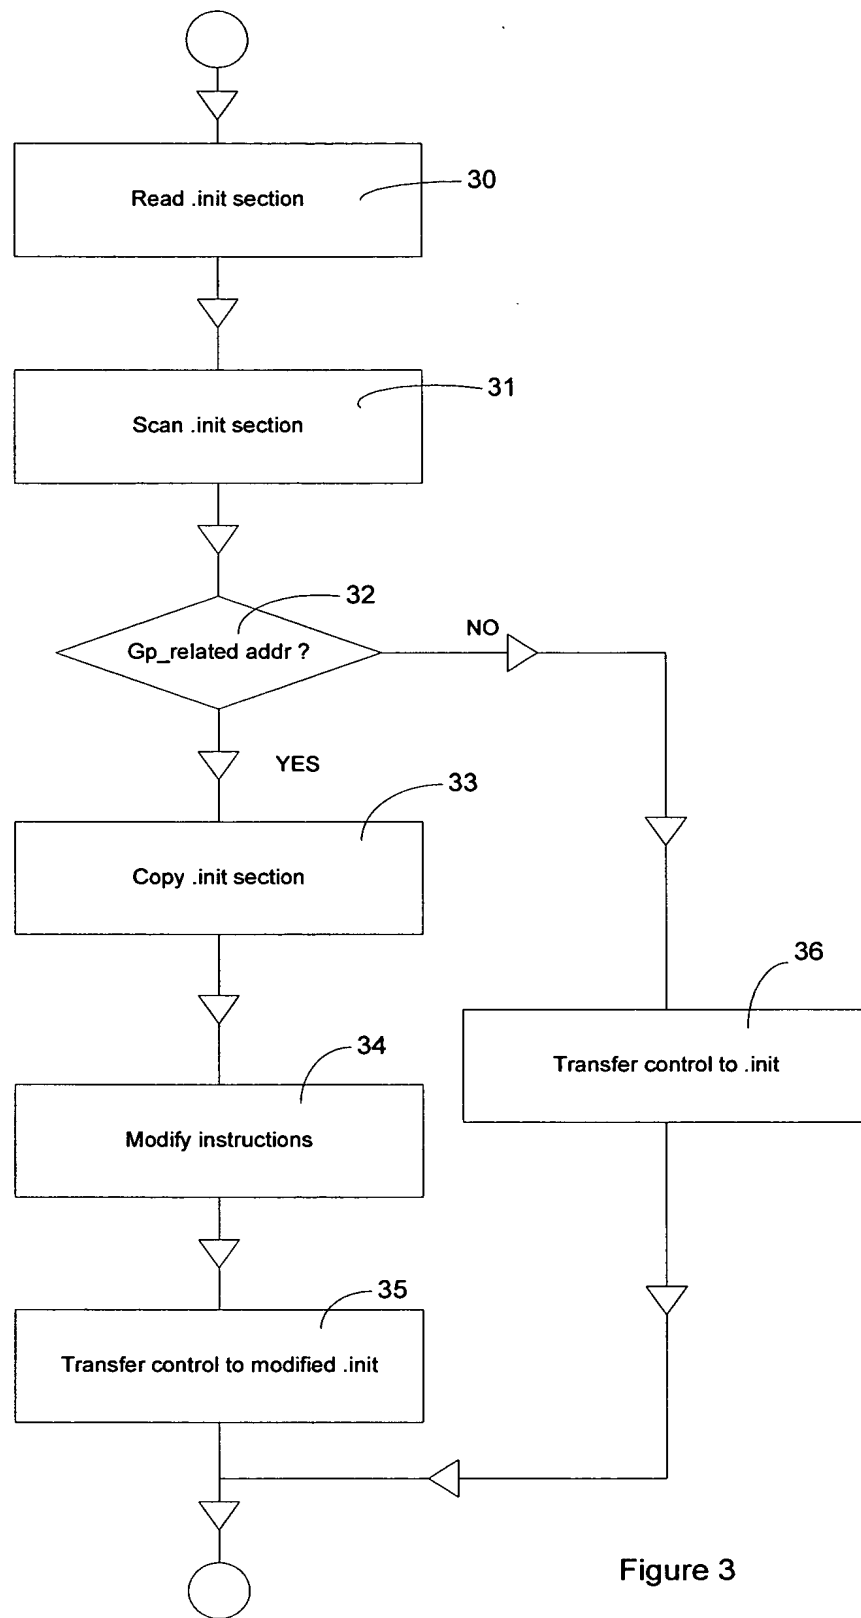 Read .init section
30
Scan .init section
31
32
Gp_related addr ?
NO
YES
33
Copy .init section
36
Transfer control to .init
34
Modify instructions
35
Transfer control to modified .init
Figure 3